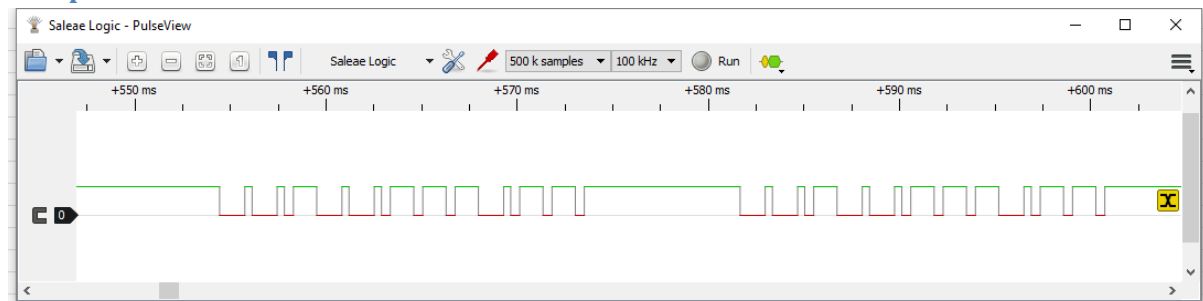 Saleae Logic - PulseView
Saleae Logic 500 k samples 100 kHz Run
+550 ms +560 ms +570 ms +580 ms +590 ms +600 ms
0